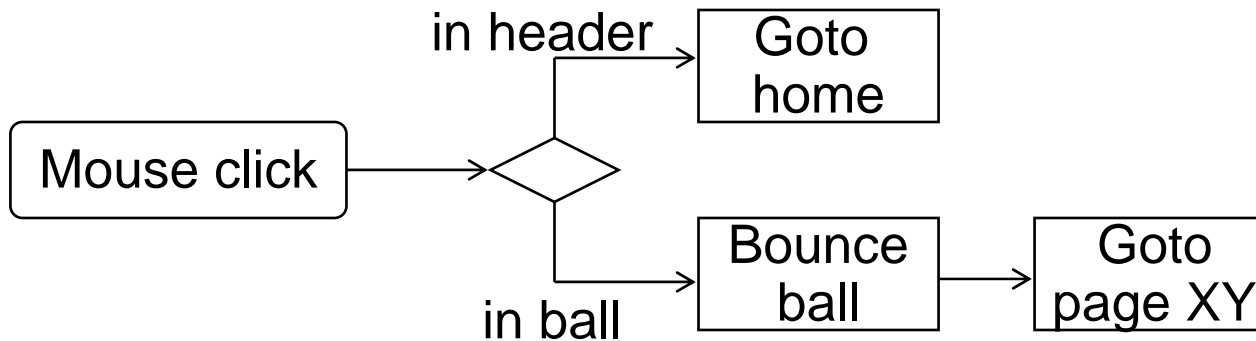 in header
Goto
home
Mouse click
Bounce
ball
Goto
page XY
in ball